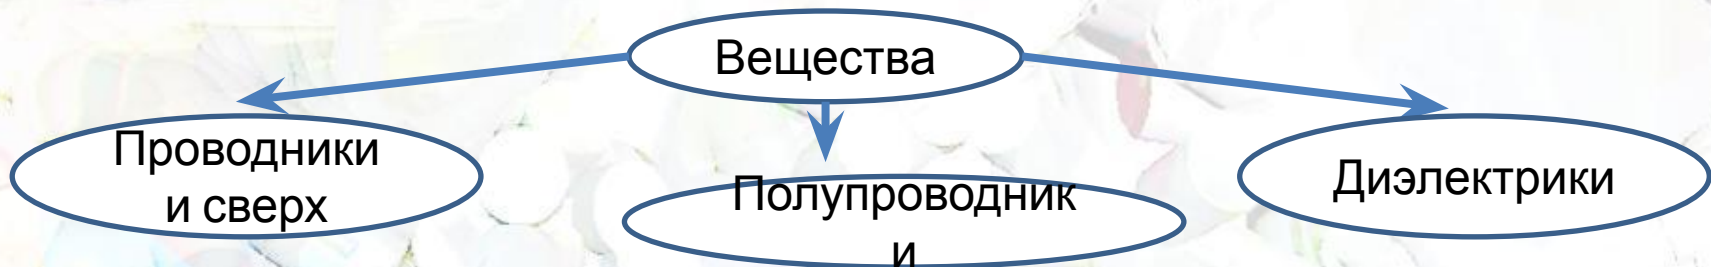 Вещества
Проводники
и сверх
Полупроводник
и
Диэлектрики